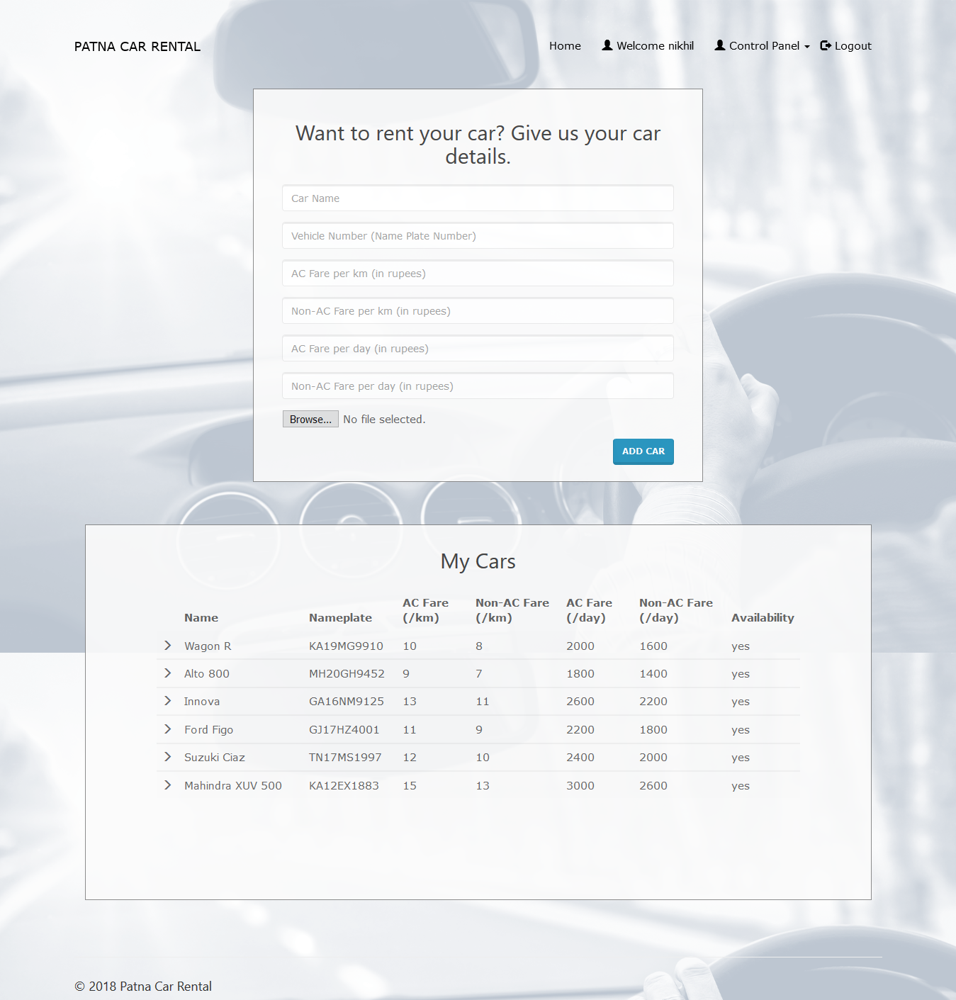 PATNA CAR RENTAL
Home Welcome nikhil Control Panel Logout
Want to rent your car? Give us your car
details.
Car Name
Vehicle Number (Name Plate Number)
AC Fare per km (in rupees)
Non-AC Fare per km (in rupees)
AC Fare per day (in rupees)
Non-AC Fare per day (in rupees)
Browse... No file selected.
ADD CAR
My Cars
AC Fare Non-AC Fare AC Fare Non-AC Fare
Name Nameplate (/km) (/km) (/day) (/day) Availability
Wagon R KA19MG9910 10 8 2000 1600 yes
Alto 800 MH20GH9452 9 7 1800 1400 yes
Innova GA16NM9125 13 11 2600 2200 yes
Ford Figo GJ17HZ4001 11 9 2200 1800 yes
Suzuki Ciaz TN17MS1997 12 10 2400 2000 yes
Mahindra XUV 500 KA12EX1883 15 13 3000 2600 yes
© 2018 Patna Car Rental